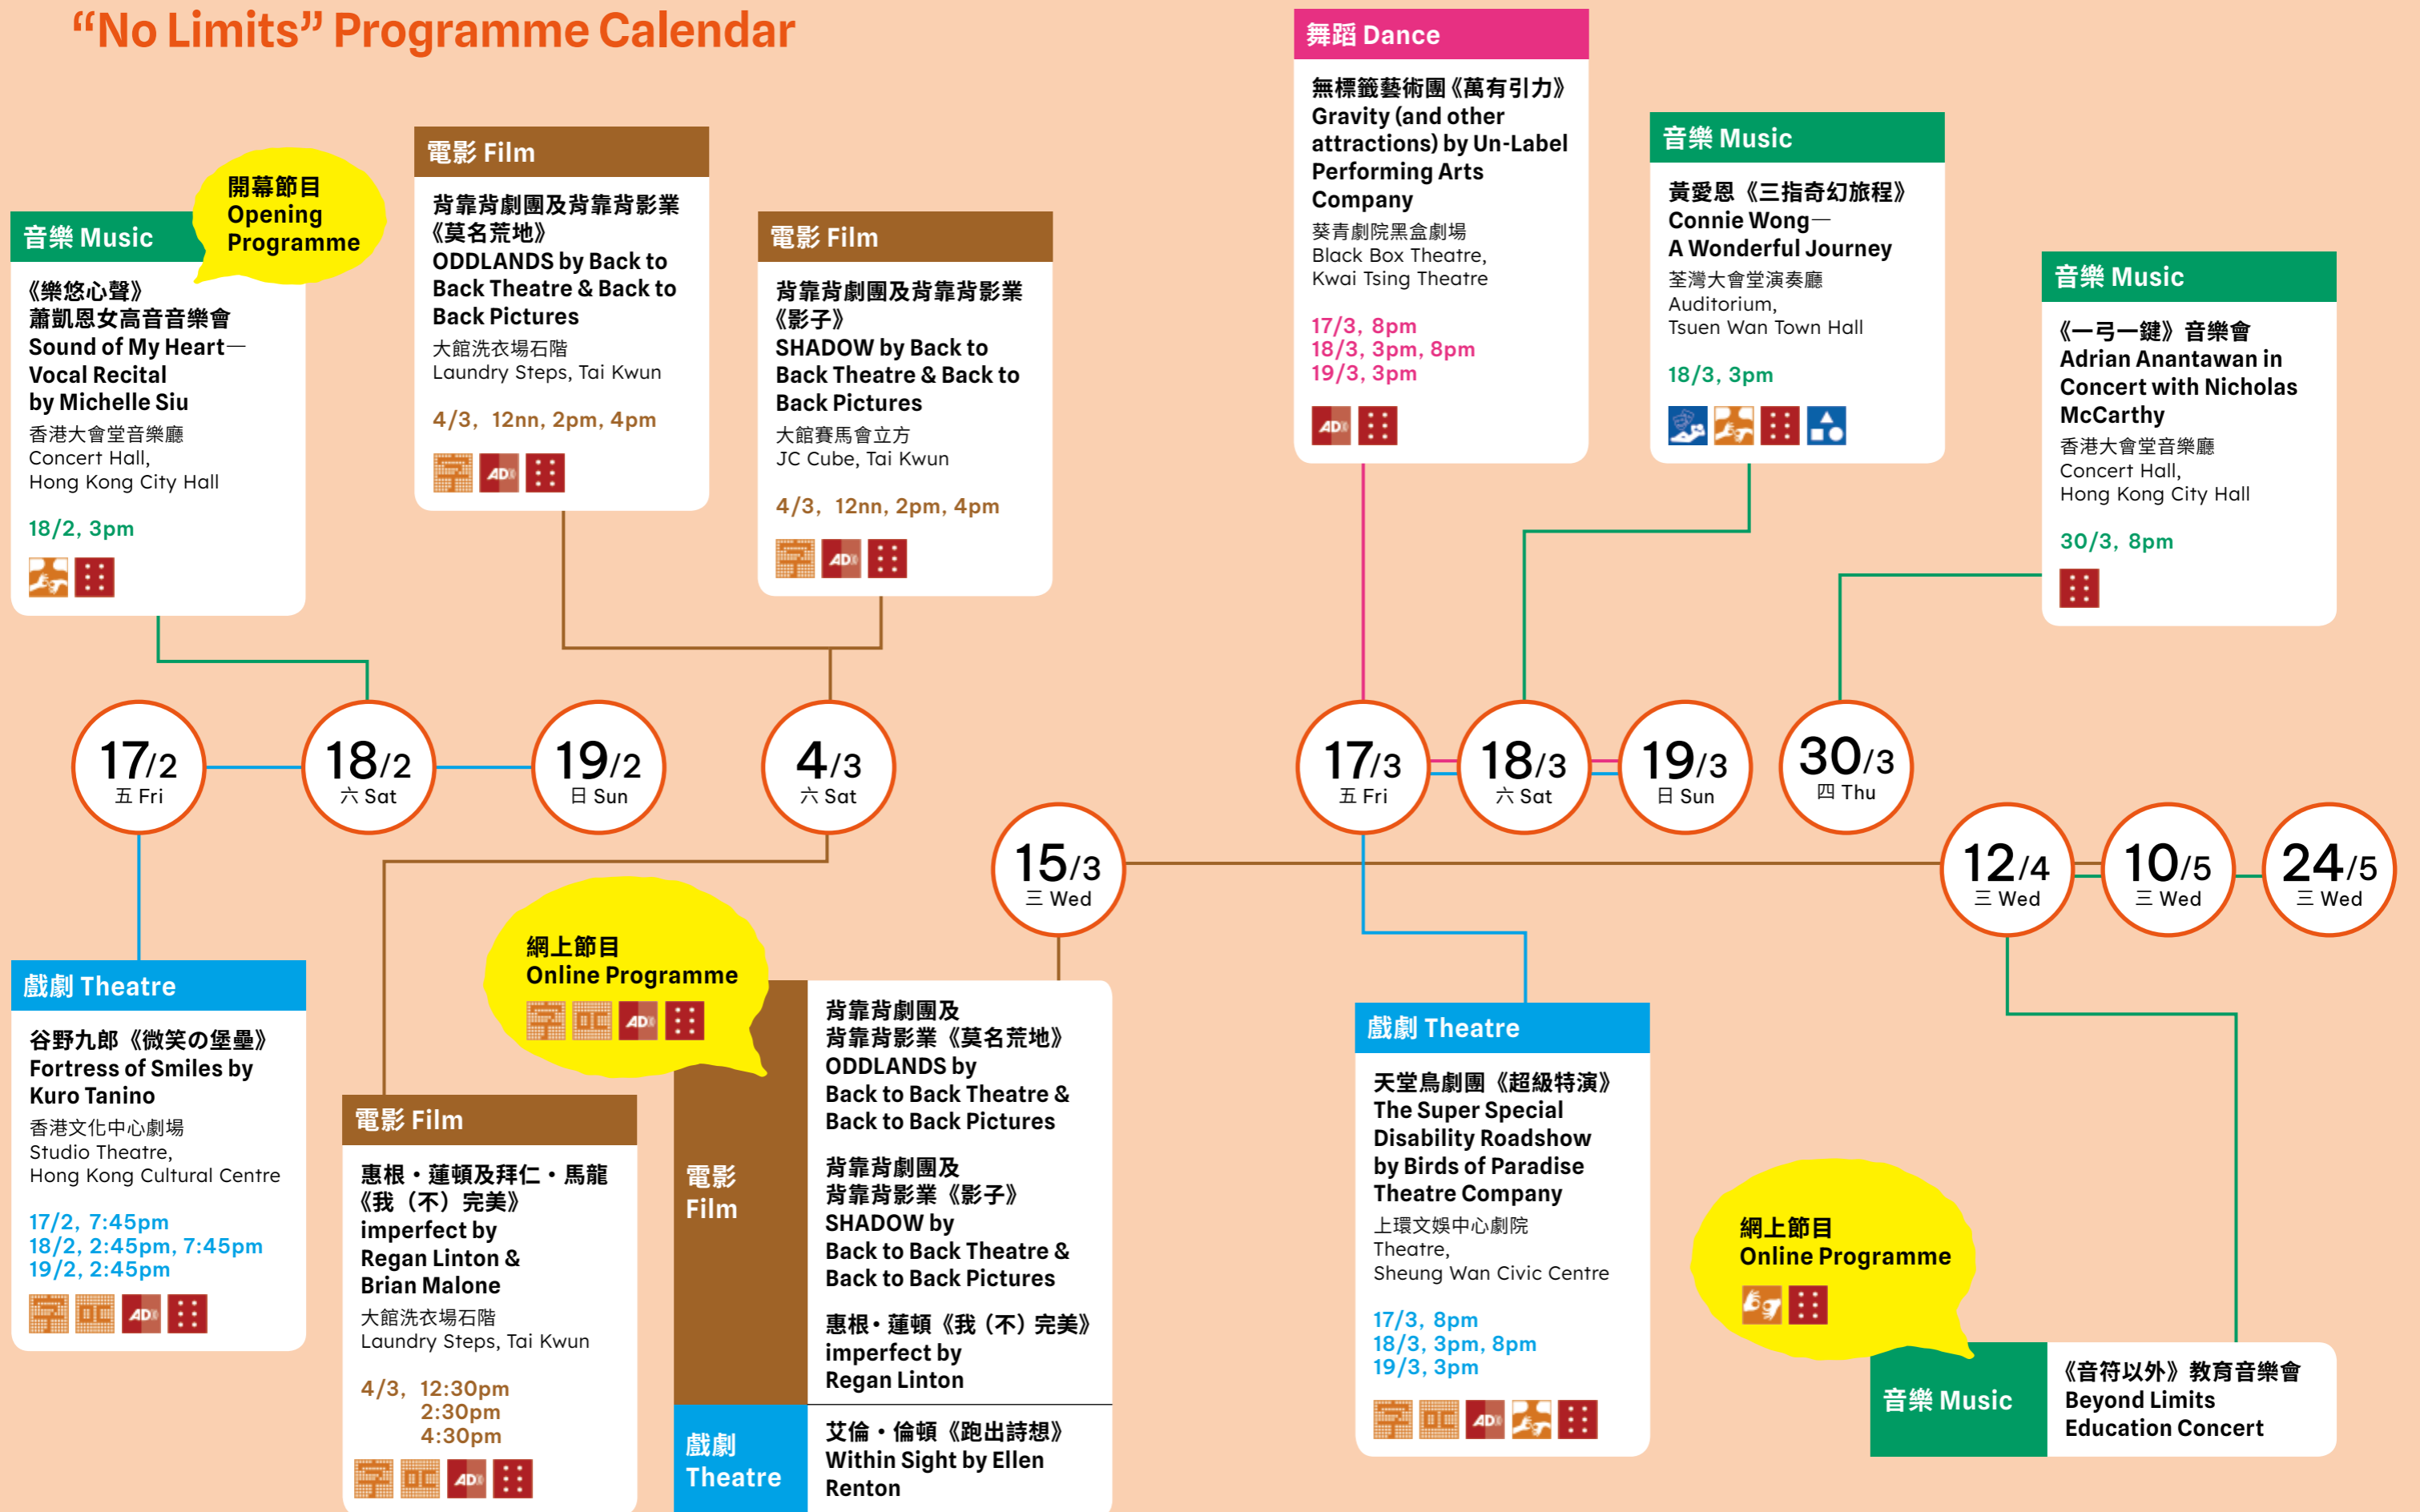 “No Limits” Programme Calendar
音樂 Music
開幕節目
Opening
Programme
《樂悠心聲》
蕭凱恩女高音音樂會
Sound of My Heart—
Vocal Recital
by Michelle Siu
香港大會堂音樂廳
Concert Hall,
Hong Kong City Hall
18/2, 3pm
電影 Film
背靠背劇團及背靠背影業
《莫名荒地》
ODDLANDS by Back to
Back Theatre & Back to
Back Pictures
大館洗衣場石階
Laundry Steps, Tai Kwun
4/3, 12nn, 2pm, 4pm
字 AD
電影 Film
背靠背劇團及背靠背影業
《影子》
SHADOW by Back to
Back Theatre & Back to
Back Pictures
大館賽馬會立方
JC Cube, Tai Kwun
4/3, 12nn, 2pm, 4pm
字 AD
舞蹈 Dance
無標籤藝術團《萬有引力》
Gravity (and other
attractions) by Un-Label
Performing Arts
Company
葵青劇院黑盒劇場
Black Box Theatre,
Kwai Tsing Theatre
17/3, 8pm
18/3, 3pm, 8pm
19/3, 3pm
AD
音樂 Music
黃愛恩《三指奇幻旅程》
Connie Wong—
A Wonderful Journey
荃灣大會堂演奏廳
Auditorium,
Tsuen Wan Town Hall
18/3, 3pm
音樂 Music
《一弓一鍵》音樂會
Adrian Anantawan in
Concert with Nicholas
McCarthy
香港大會堂音樂廳
Concert Hall,
Hong Kong City Hall
30/3, 8pm
17/2
五 Fri
18/2
六 Sat
19/2
日 Sun
4/3
六 Sat
15/3
三 Wed
17/3
五 Fri
18/3
六 Sat
19/3
日 Sun
30/3
四 Thu
12/4
三 Wed
10/5
三 Wed
24/5
三 Wed
戲劇 Theatre
谷野九郎《微笑の堡壘》
Fortress of Smiles by
Kuro Tanino
香港文化中心劇場
Studio Theatre,
Hong Kong Cultural Centre
17/2, 7:45pm
18/2, 2:45pm, 7:45pm
19/2, 2:45pm
字 OC AD
電影 Film
惠根・蓮頓及拜仁・馬龍
《我（不）完美》
imperfect by
Regan Linton &
Brian Malone
大館洗衣場石階
Laundry Steps, Tai Kwun
4/3, 12:30pm
2:30pm
4:30pm
字 OC AD
網上節目
Online Programme
字 OC AD
電影
Film
背靠背劇團及
背靠背影業《莫名荒地》
ODDLANDS by
Back to Back Theatre &
Back to Back Pictures
背靠背劇團及
背靠背影業《影子》
SHADOW by
Back to Back Theatre &
Back to Back Pictures
惠根・蓮頓《我（不）完美》
imperfect by
Regan Linton
戲劇
Theatre
艾倫・倫頓《跑出詩想》
Within Sight by Ellen
Renton
戲劇 Theatre
天堂鳥劇團《超級特演》
The Super Special
Disability Roadshow
by Birds of Paradise
Theatre Company
上環文娛中心劇院
Theatre,
Sheung Wan Civic Centre
17/3, 8pm
18/3, 3pm, 8pm
19/3, 3pm
字 OC AD
網上節目
Online Programme
音樂 Music
《音符以外》教育音樂會
Beyond Limits
Education Concert